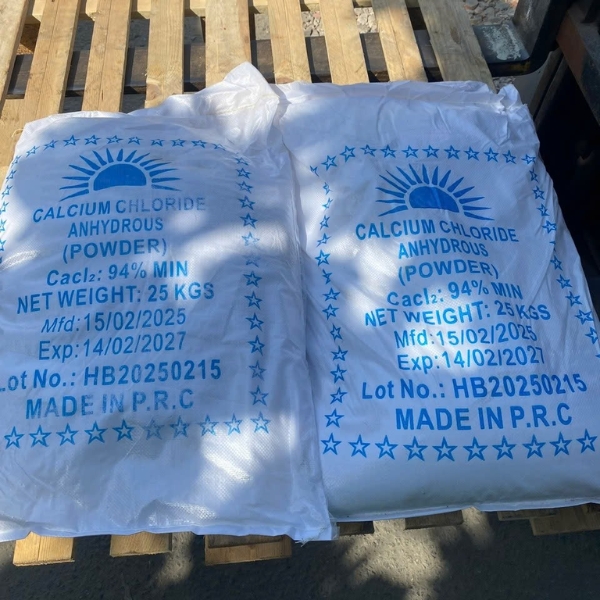 CALCIUM CHLORIDE
ANHYDROUS
(POWDER)
Cacl₂: 94% MIN
NET WEIGHT: 25 KGS
Mfd:15/02/2025
Exp:14/02/2027
Lot No.: HB20250215
MADE IN P.R.C
CALCIUM CHLORIDE
ANHYDROUS
(POWDER)
Cacl₂: 94% MIN
NET WEIGHT: 25 KGS
Mfd:15/02/2025
Exp:14/02/2027
Lot No.: HB20250215
MADE IN P.R.C